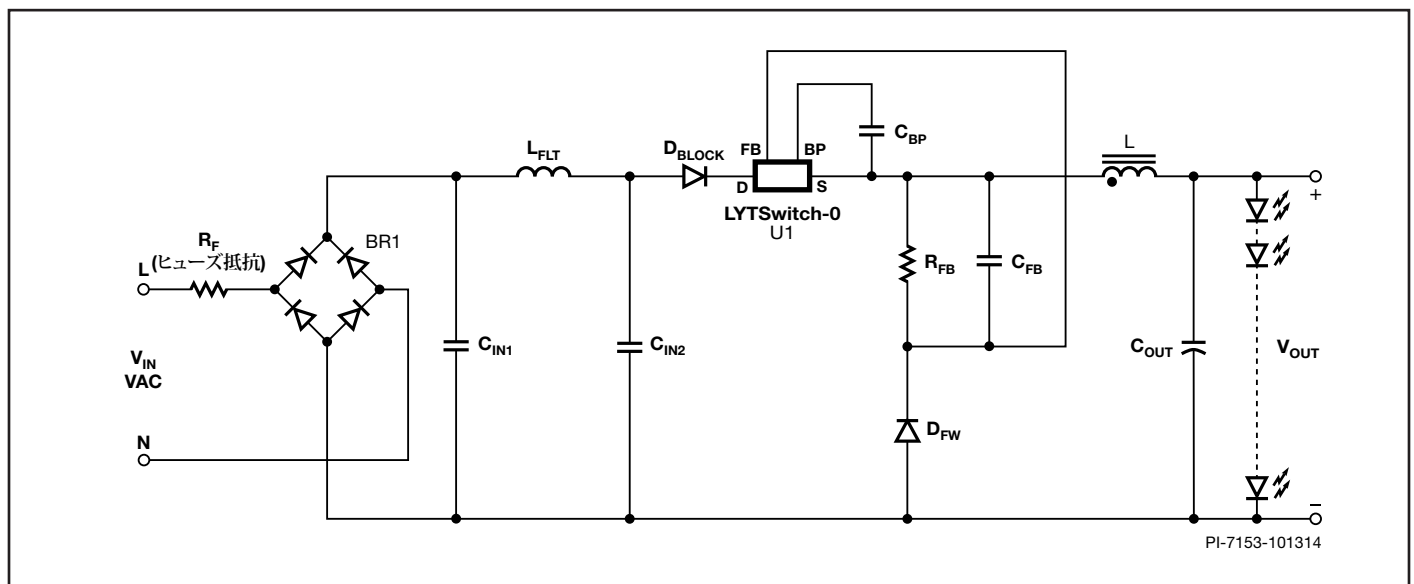 FB
BP
C_BP
L_FLT
D_BLOCK
L
D
S
+
LYTSwitch-0
U1
R_F
(ヒューズ抵抗)
BR1
L
R_FB
C_FB
C_IN1
C_IN2
C_OUT
V_OUT
V_IN
VAC
D_FW
N
–
PI-7153-101314